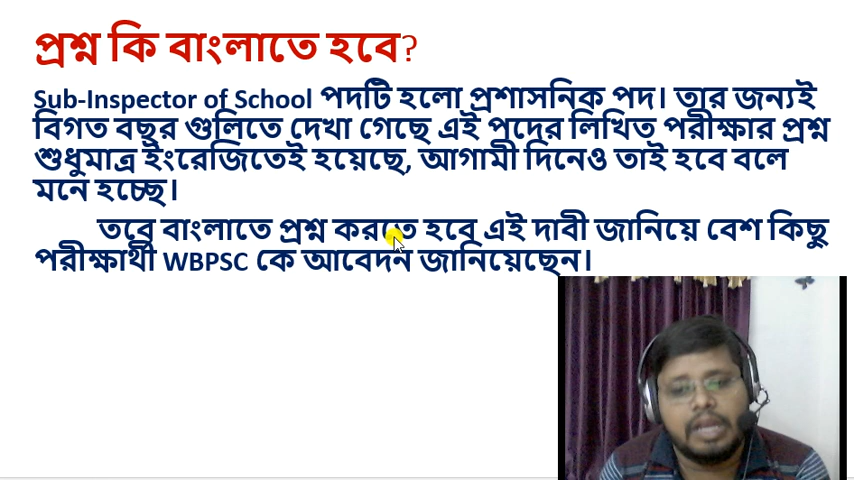 প্রশ্ন কি বাংলাতে হবে?
Sub-Inspector of School পদটি হলো প্রশাসনিক পদ। তার জন্যই
বিগত বছর গুলিতে দেখা গেছে এই পদের লিখিত পরীক্ষার প্রশ্ন
শুধুমাত্র ইংরেজিতেই হয়েছে, আগামী দিনেও তাই হবে বলে
মনে হচ্ছে।
তবে বাংলাতে প্রশ্ন করতে হবে এই দাবী জানিয়ে বেশ কিছু
পরীক্ষার্থী WBPSC কে আবেদন জানিয়েছেন।